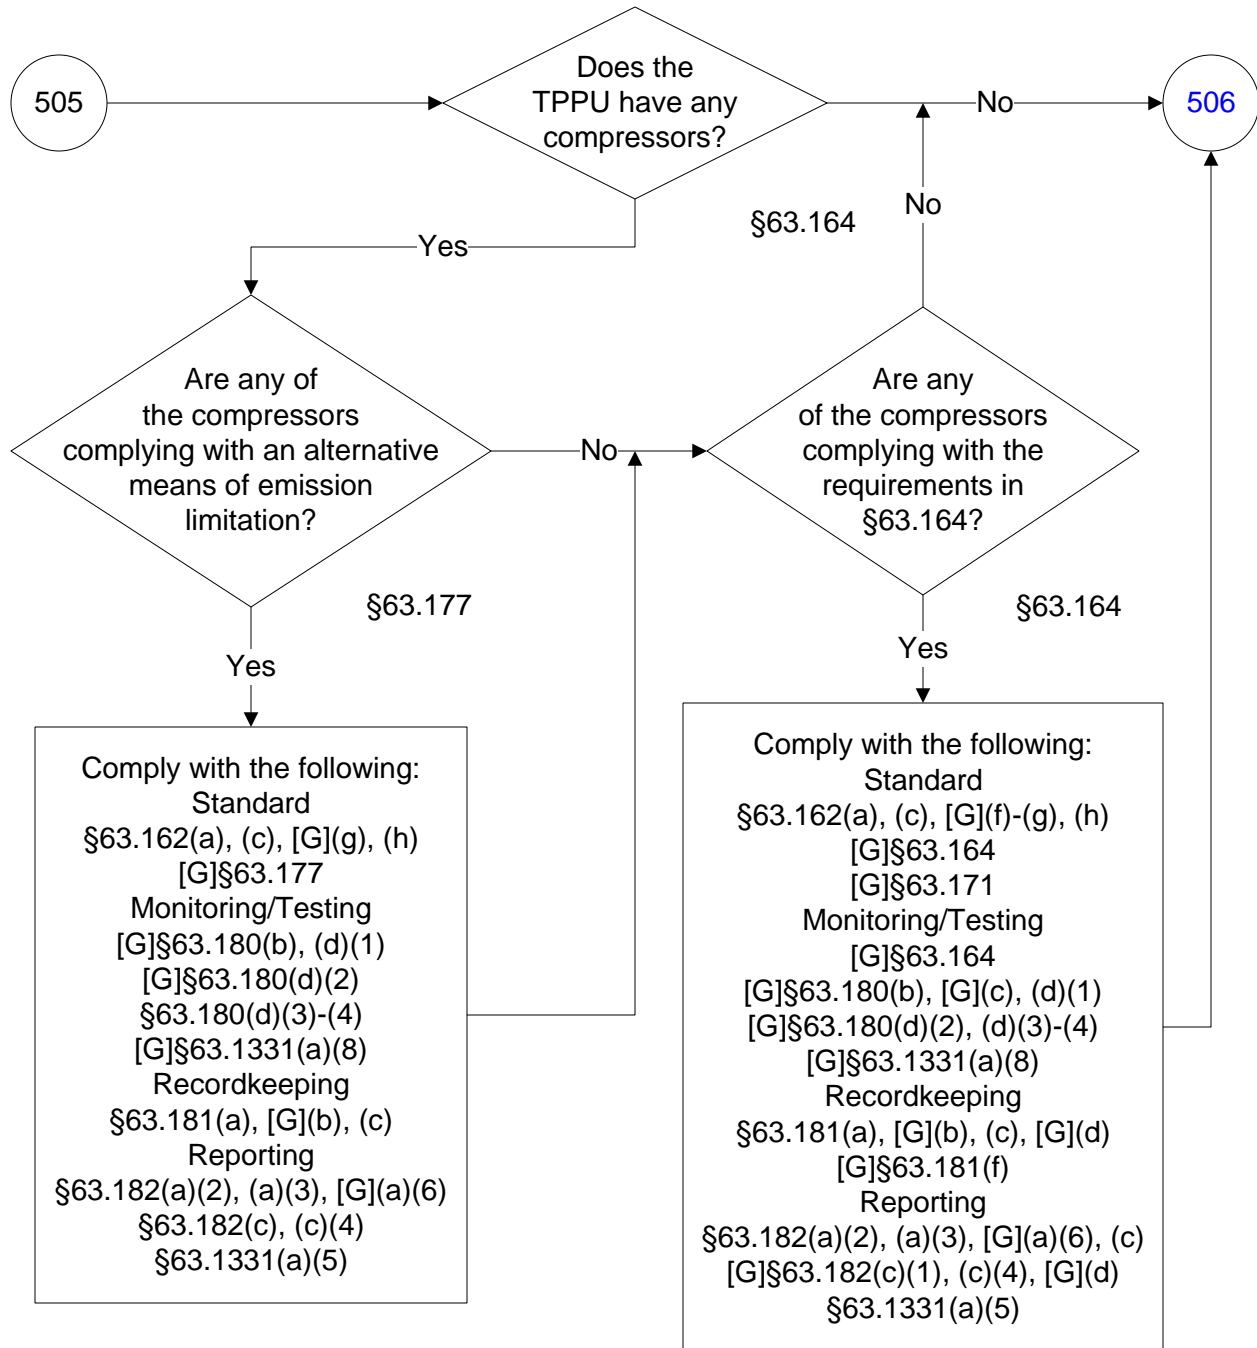 505
Does the
TPPU have any
compressors?
No
506
§63.164
No
Yes
Are any of
the compressors
complying with an alternative
means of emission
limitation?
No
Are any
of the compressors
complying with the
requirements in
§63.164?
§63.177
§63.164
Yes
Yes
Comply with the following:
Standard
§63.162(a), (c), [G](g), (h)
[G]§63.177
Monitoring/Testing
[G]§63.180(b), (d)(1)
[G]§63.180(d)(2)
§63.180(d)(3)-(4)
[G]§63.1331(a)(8)
Recordkeeping
§63.181(a), [G](b), (c)
Reporting
§63.182(a)(2), (a)(3), [G](a)(6)
§63.182(c), (c)(4)
§63.1331(a)(5)
Comply with the following:
Standard
§63.162(a), (c), [G](f)-(g), (h)
[G]§63.164
[G]§63.171
Monitoring/Testing
[G]§63.164
[G]§63.180(b), [G](c), (d)(1)
[G]§63.180(d)(2), (d)(3)-(4)
[G]§63.1331(a)(8)
Recordkeeping
§63.181(a), [G](b), (c), [G](d)
[G]§63.181(f)
Reporting
§63.182(a)(2), (a)(3), [G](a)(6), (c)
[G]§63.182(c)(1), (c)(4), [G](d)
§63.1331(a)(5)